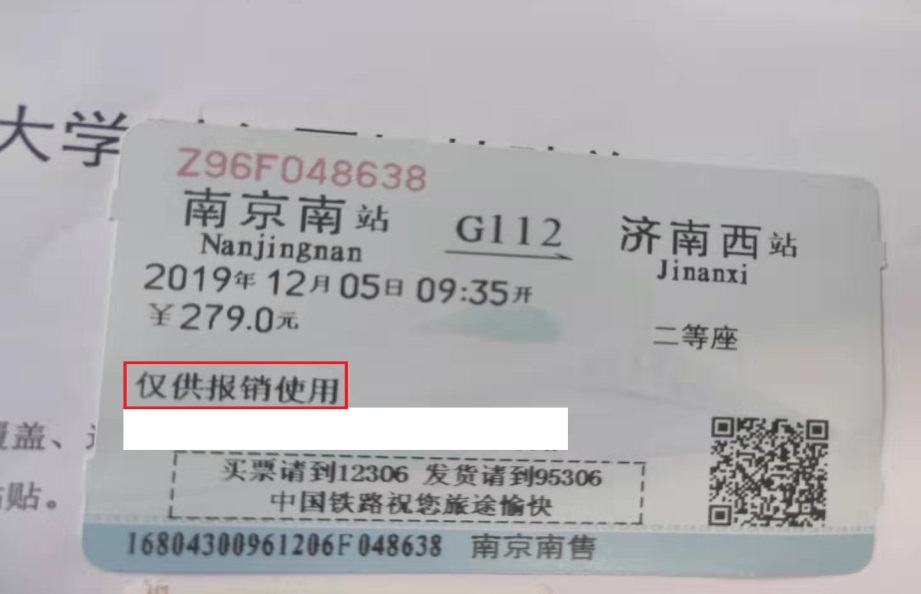 大学
Z96F048638
南京南站 G112 济南西站
Nanjingnan Jinanxi
2019年12月05日09:35开
￥279.0元 二等座
仅供报销使用
覆盖、
买票请到12306 发货请到95306
粘贴。
中国铁路祝您旅途愉快
16804300961206F048638 南京南售